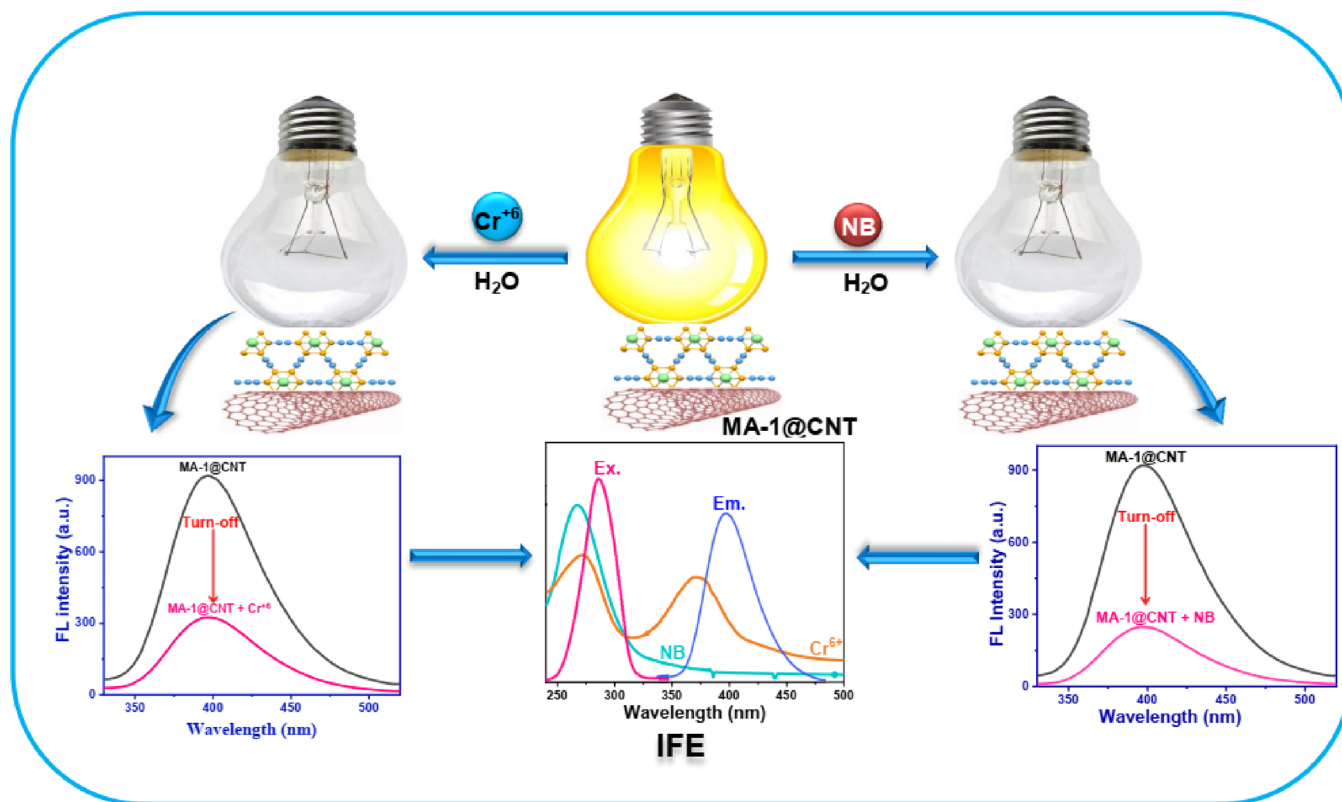 Cr⁺⁶
H₂O
NB
H₂O
MA-1@CNT
FL intensity (a.u.)
900
600
300
0
MA-1@CNT
Turn-off
MA-1@CNT + Cr⁺⁶
350
400
450
500
Wavelength (nm)
Ex.
Em.
NB
Cr⁶⁺
250
300
350
400
450
500
Wavelength (nm)
IFE
FL Intensity (a.u.)
900
600
300
0
MA-1@CNT
Turn-off
MA-1@CNT + NB
350
400
450
500
Wavelength (nm)